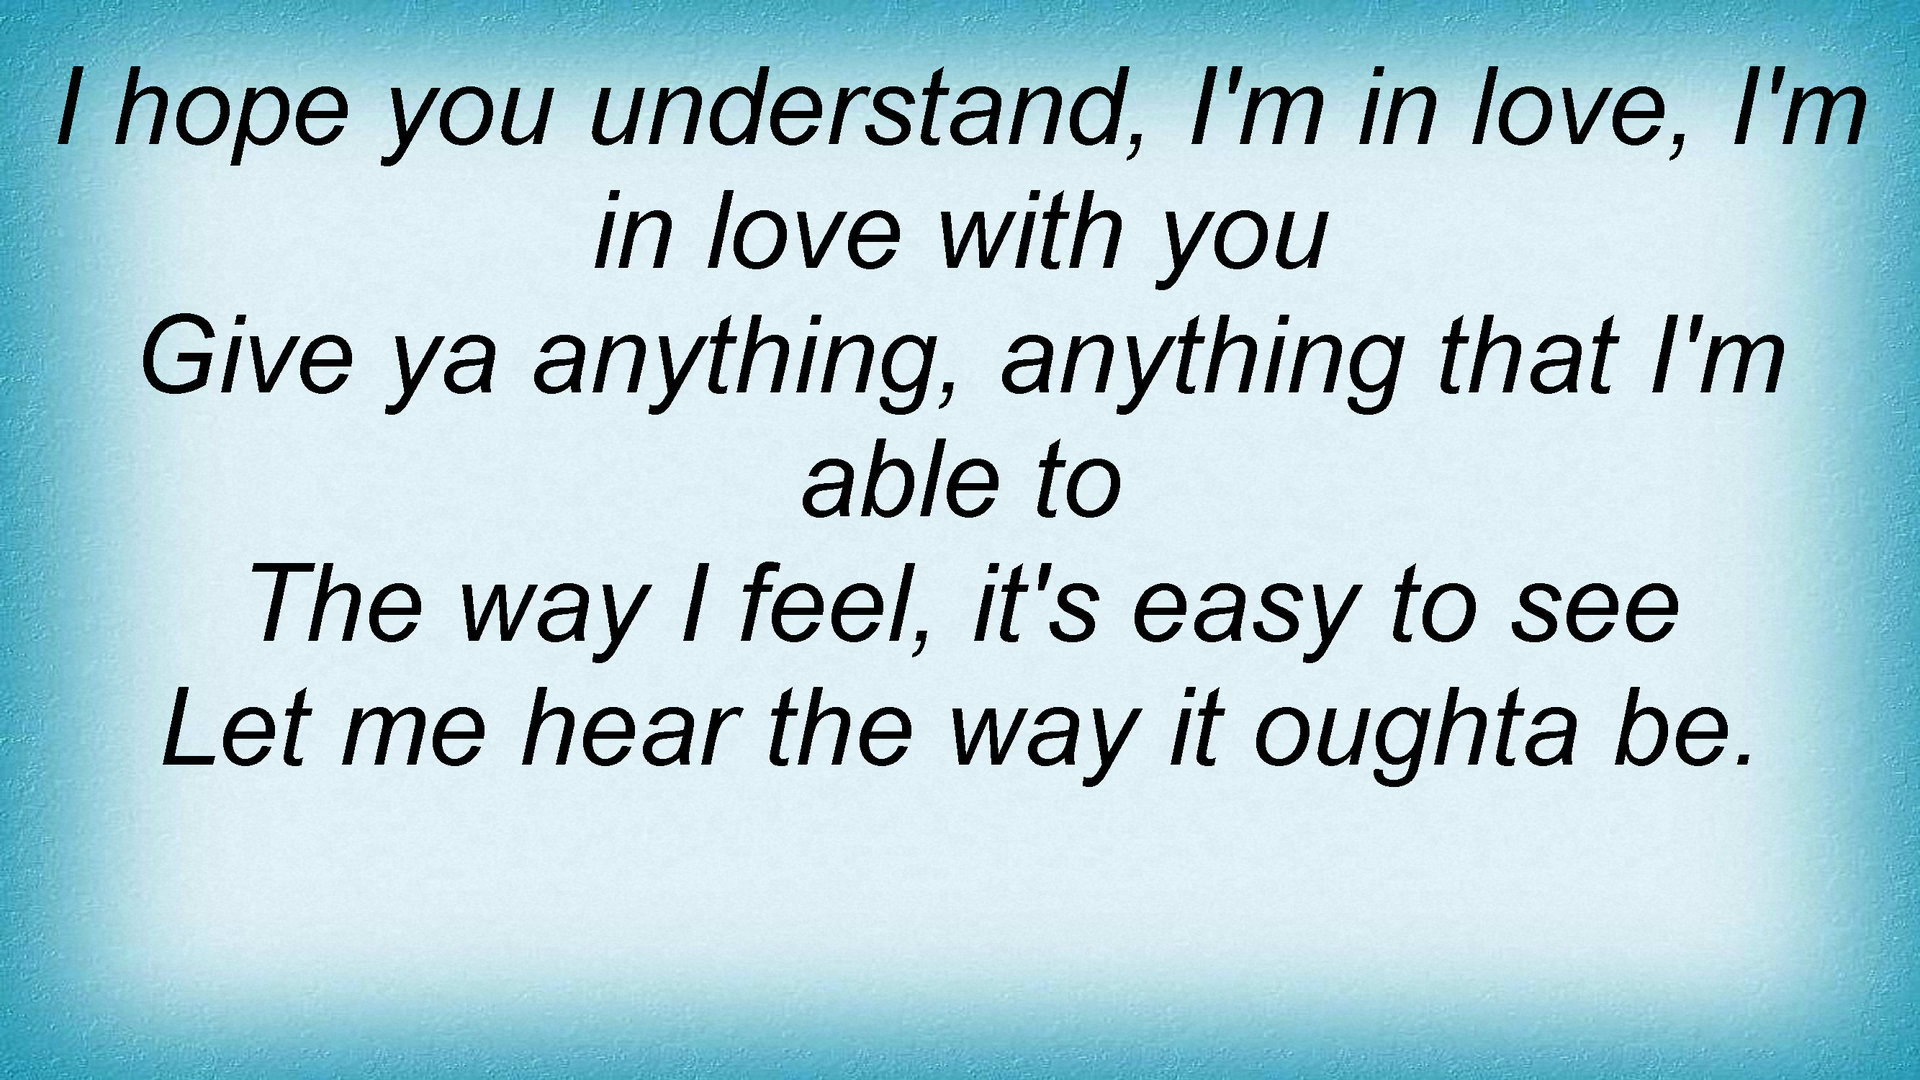 I hope you understand, I'm in love, I'm
in love with you
Give ya anything, anything that I'm
able to
The way I feel, it's easy to see
Let me hear the way it oughta be.